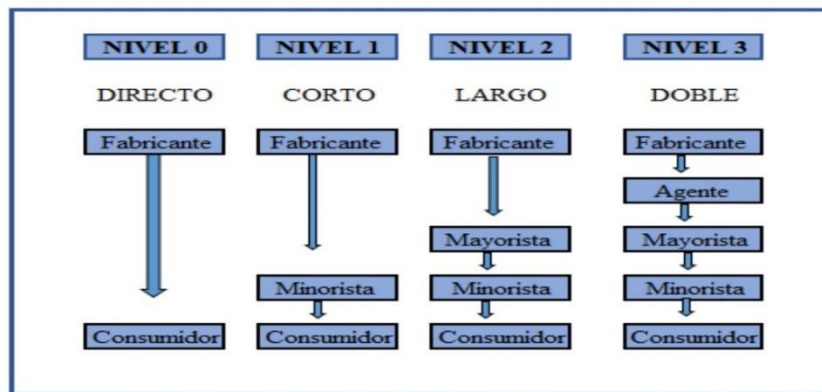 NIVEL 0 NIVEL 1 NIVEL 2 NIVEL 3
DIRECTO CORTO LARGO DOBLE
Fabricante Fabricante Fabricante Fabricante
Agente
Mayorista Mayorista
Minorista Minorista Minorista
Consumidor Consumidor Consumidor Consumidor